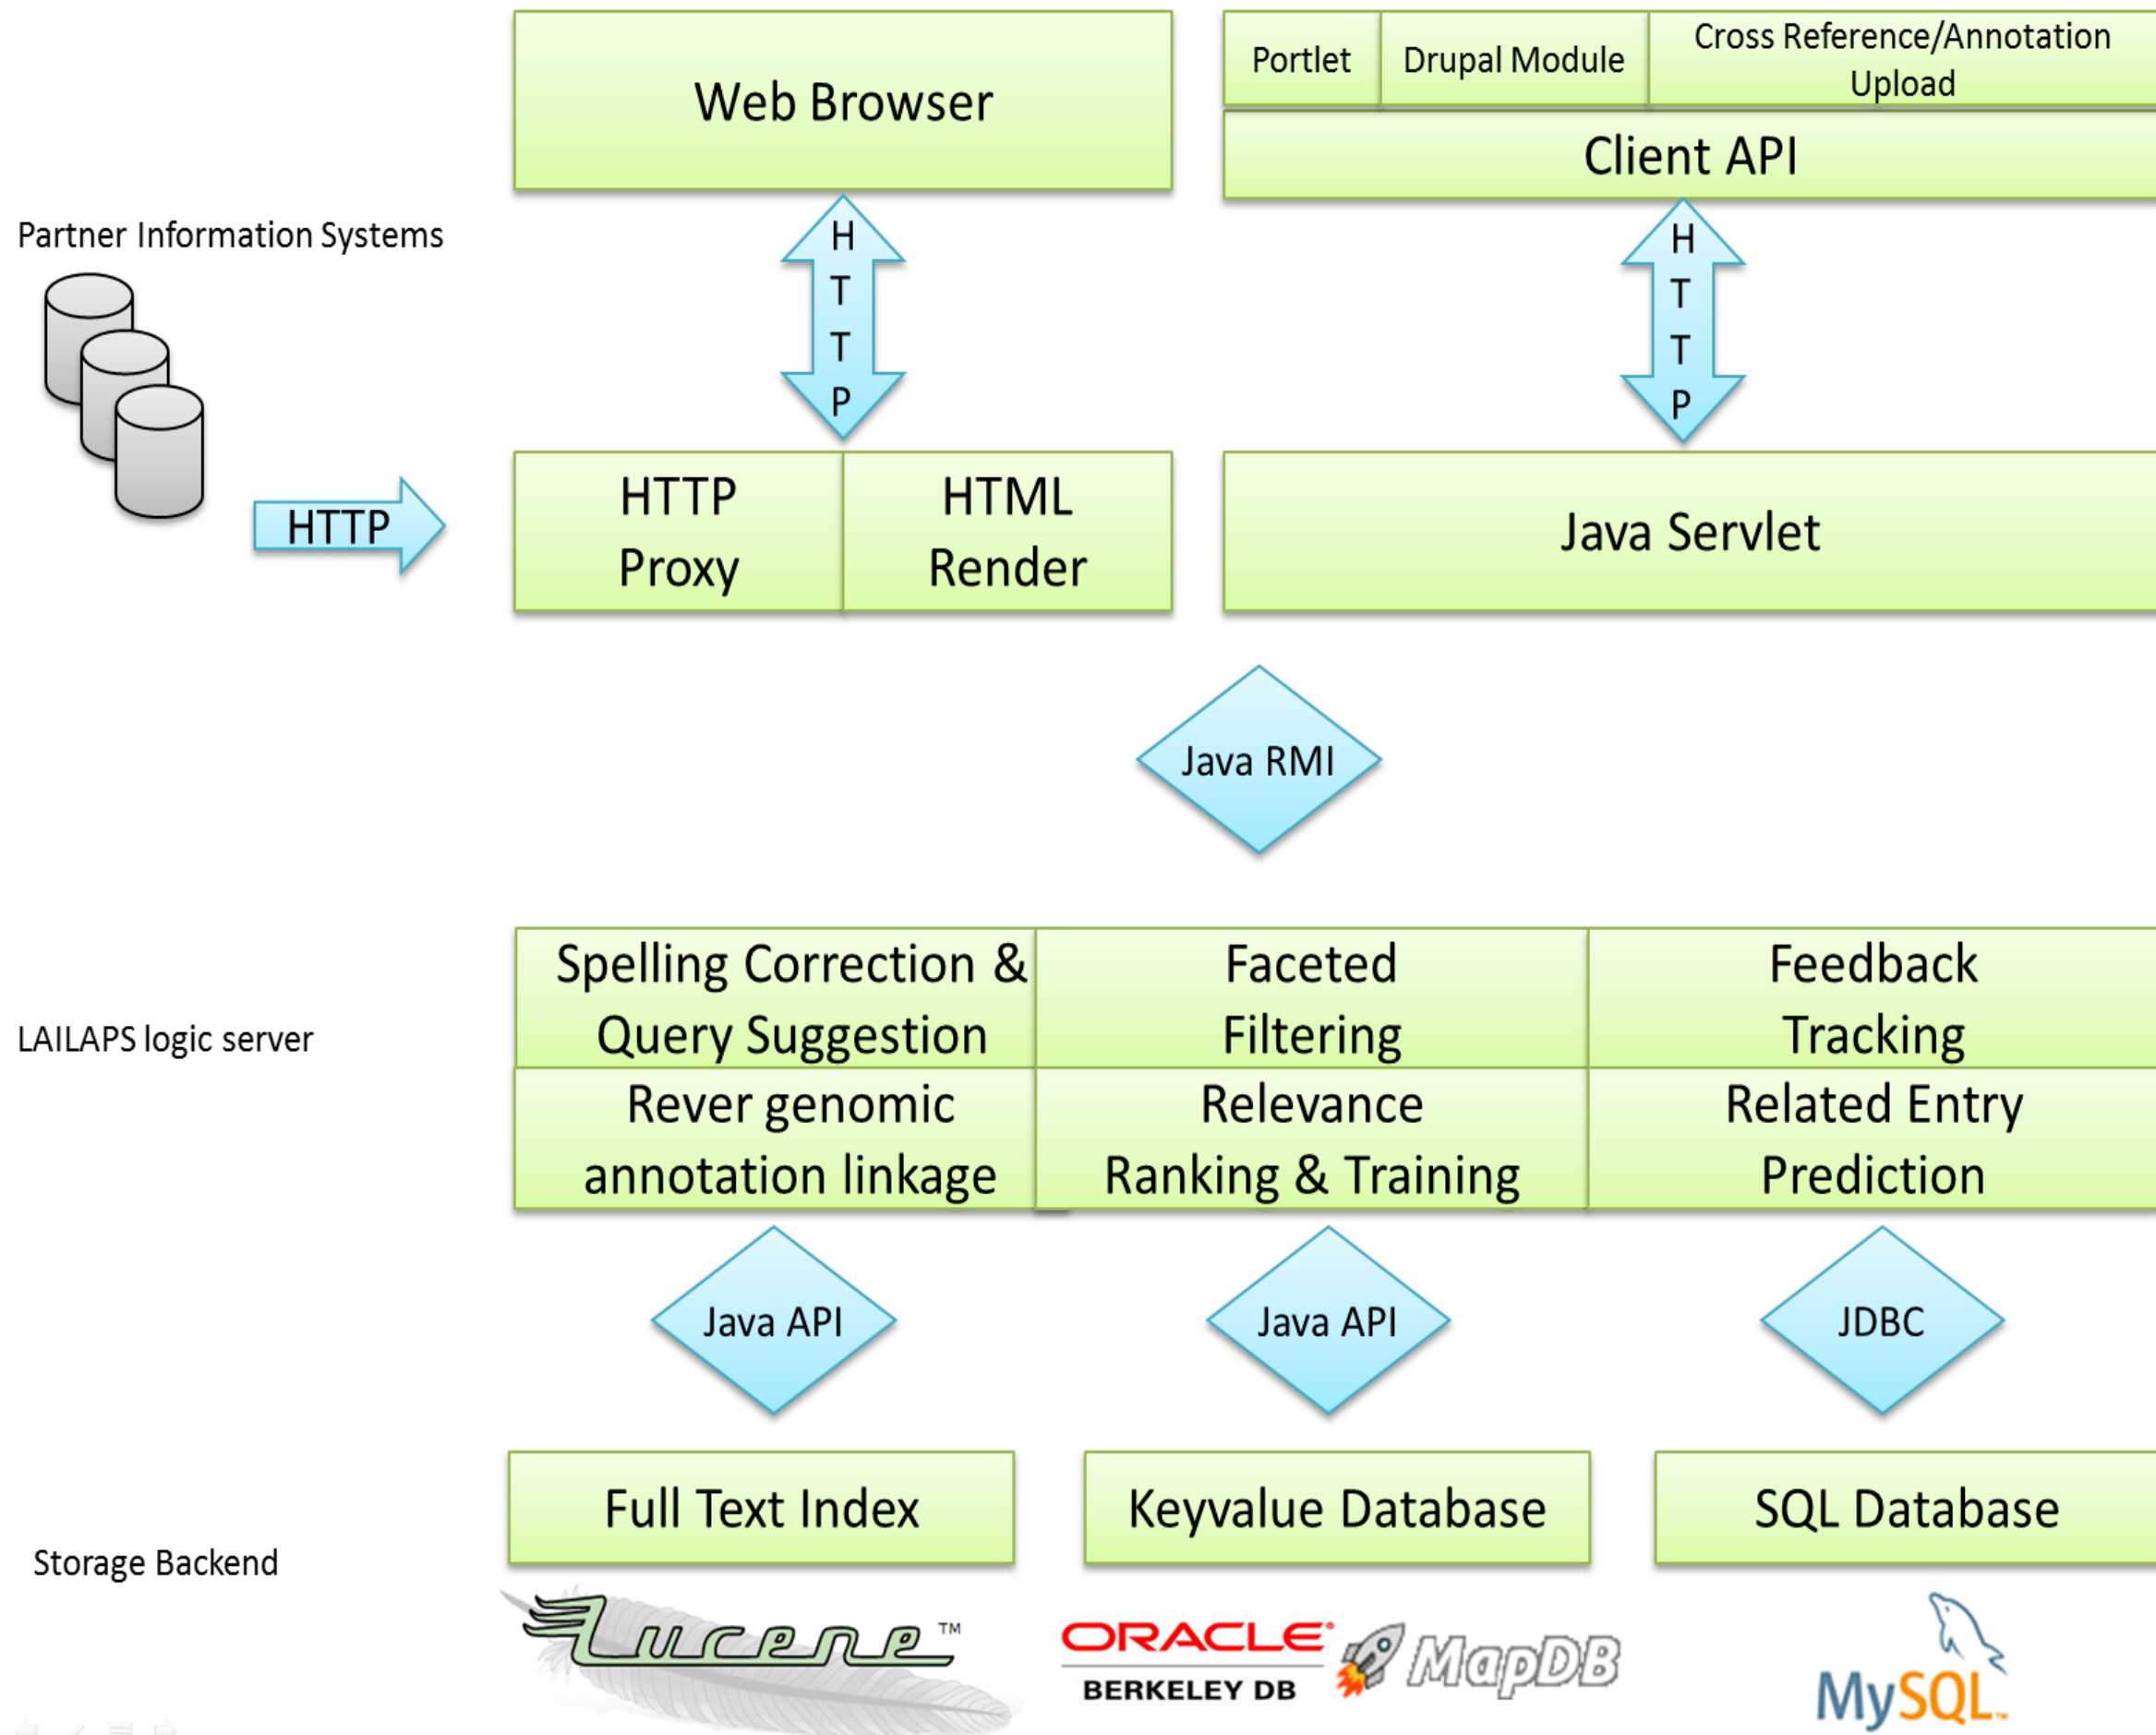 Web Browser
Portlet
Drupal Module
Cross Reference/Annotation
Upload
Client API
Partner Information Systems
H
T
T
P
H
T
T
P
HTTP
HTTP
Proxy
HTML
Render
Java Servlet
Java RMI
LAILAPS logic server
Spelling Correction &
Query Suggestion
Faceted
Filtering
Feedback
Tracking
Rever genomic
annotation linkage
Relevance
Ranking & Training
Related Entry
Prediction
Java API
Java API
JDBC
Storage Backend
Full Text Index
Keyvalue Database
SQL Database
Lucene™
ORACLE®
BERKELEY DB
MapDB
MySQL™